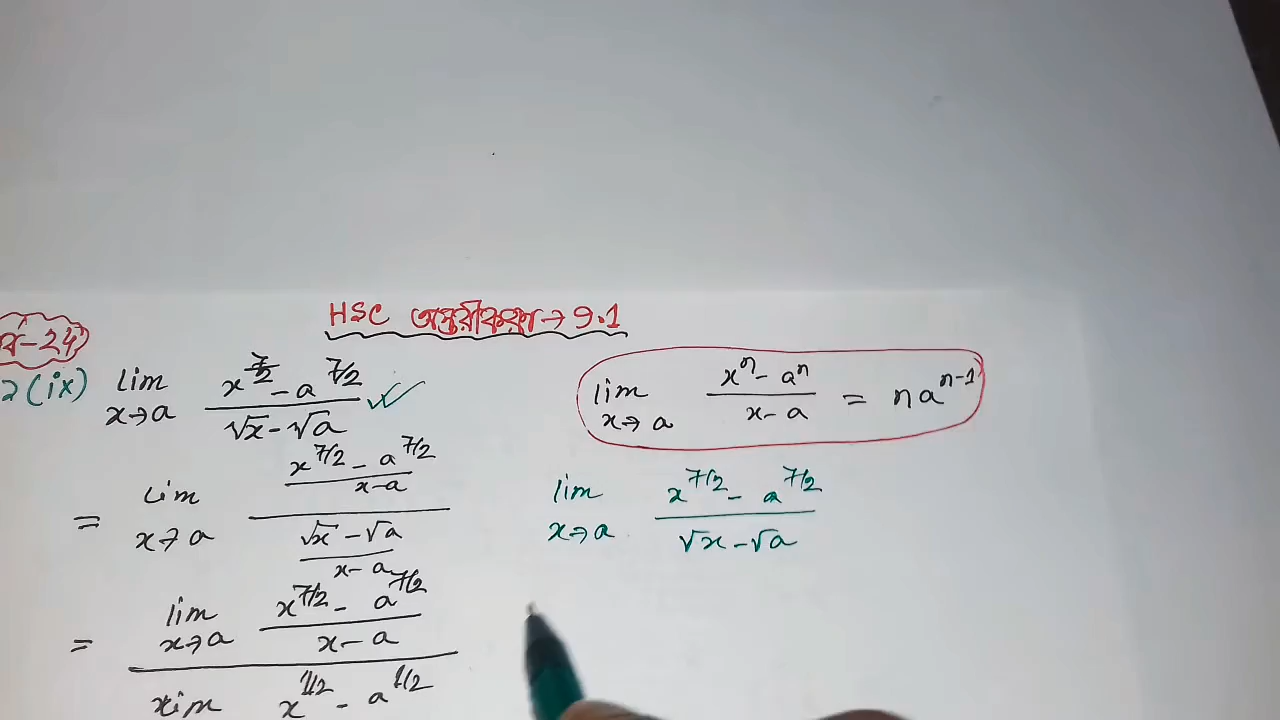 HSC অন্তরীকরণ → 9.1
ব-24
2(ix) lim x→a (x^7/2 - a^7/2) / (√x - √a)
= lim x→a ((x^7/2 - a^7/2) / (x-a)) / ((√x - √a) / (x-a))
= lim x→a (x^7/2 - a^7/2) / (x-a)
lim x^1/2 - a^1/2
lim x→a (x^n - a^n) / (x-a) = na^n-1
lim x→a (x^7/2 - a^7/2) / (√x - √a)